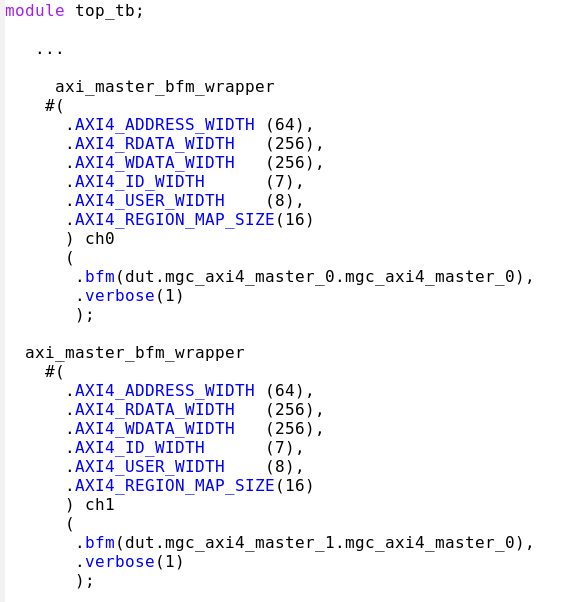 module top_tb;
...
axi_master_bfm_wrapper
#(
.AXI4_ADDRESS_WIDTH (64),
.AXI4_RDATA_WIDTH   (256),
.AXI4_WDATA_WIDTH   (256),
.AXI4_ID_WIDTH      (7),
.AXI4_USER_WIDTH    (8),
.AXI4_REGION_MAP_SIZE(16)
) ch0
(
.bfm(dut.mgc_axi4_master_0.mgc_axi4_master_0),
.verbose(1)
);
axi_master_bfm_wrapper
#(
.AXI4_ADDRESS_WIDTH (64),
.AXI4_RDATA_WIDTH   (256),
.AXI4_WDATA_WIDTH   (256),
.AXI4_ID_WIDTH      (7),
.AXI4_USER_WIDTH    (8),
.AXI4_REGION_MAP_SIZE(16)
) ch1
(
.bfm(dut.mgc_axi4_master_1.mgc_axi4_master_0),
.verbose(1)
);